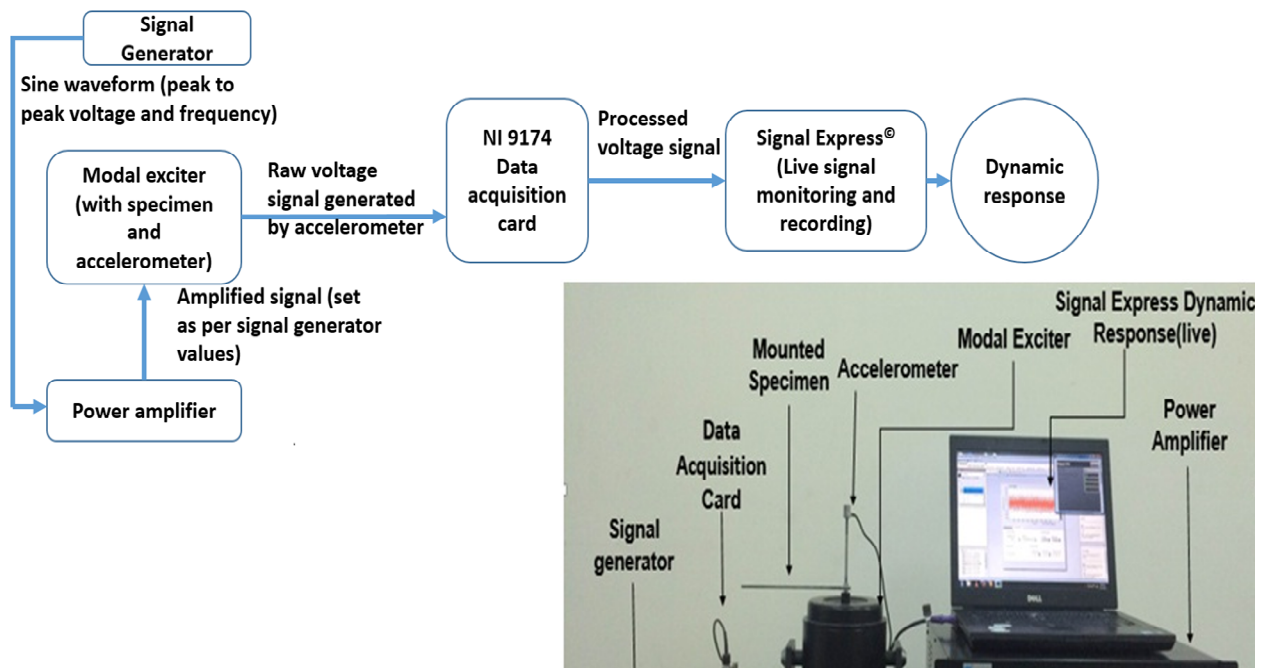 Signal
Generator
Sine waveform (peak to
peak voltage and frequency)
Modal exciter
(with specimen
and
accelerometer)
Raw voltage
signal generated
by accelerometer
NI 9174
Data
acquisition
card
Processed
voltage signal
Signal Express©
(Live signal
monitoring and
recording)
Dynamic
response
Amplified signal (set
as per signal generator
values)
Power amplifier
Signal Express Dynamic
Response(live)
Modal Exciter
Mounted
Specimen
Accelerometer
Power
Amplifier
Data
Acquisition
Card
Signal
generator
DELL